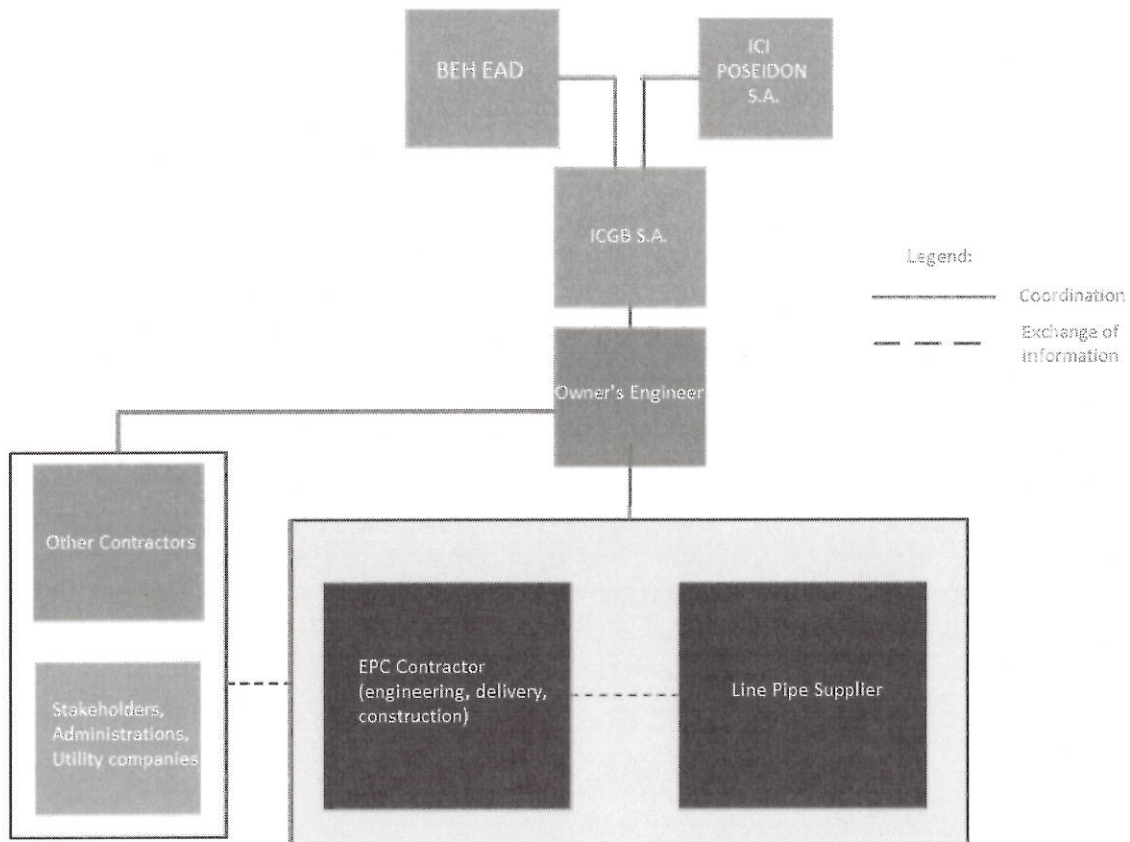 BEH EAD
ICI
POSEIDON
S.A.
ICGB S.A.
Legend:
Coordination
Exchange of
information
Owner's Engineer
Other Contractors
Stakeholders,
Administrations,
Utility companies
EPC Contractor
(engineering, delivery,
construction)
Line Pipe Supplier